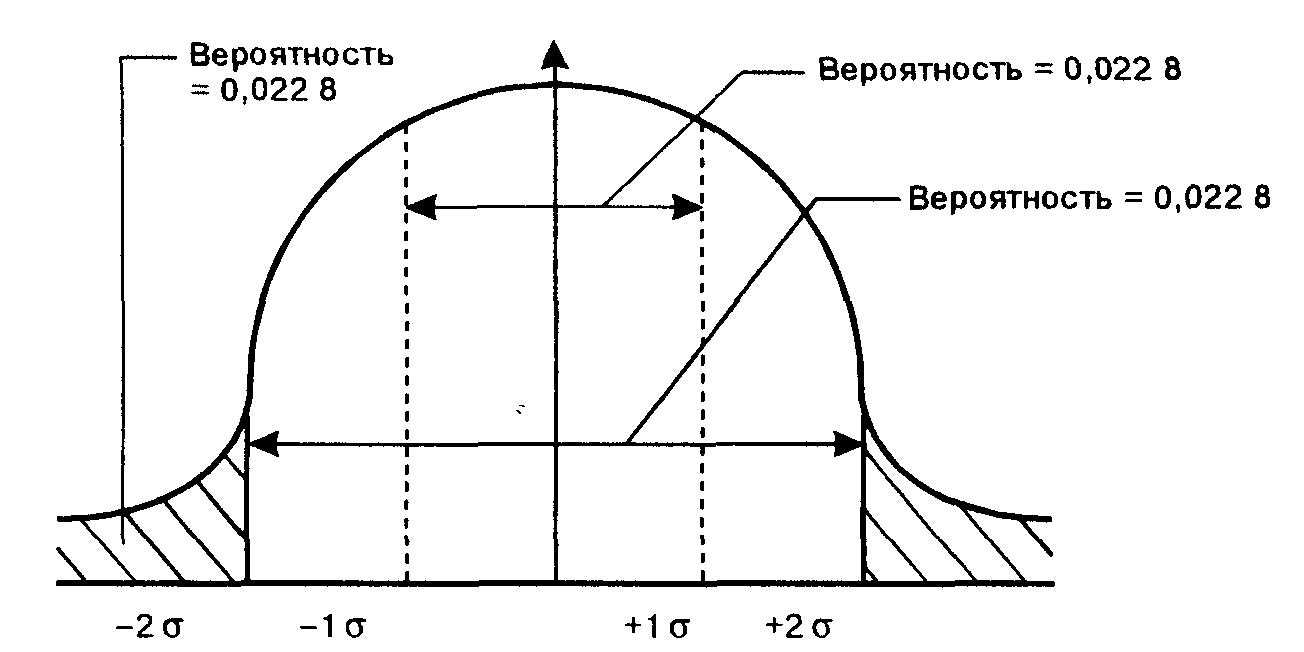 Вероятность
= 0,022 8
Вероятность = 0,022 8
Вероятность = 0,022 8
−2 σ −1 σ +1 σ +2 σ